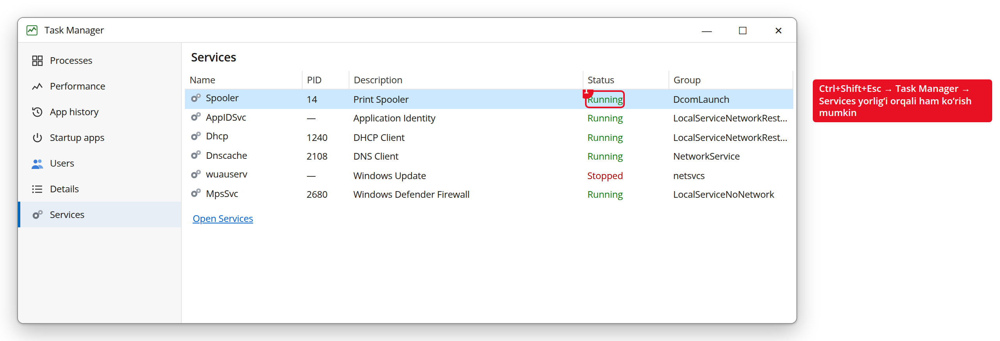 Task Manager
Processes
Performance
App history
Startup apps
Users
Details
Services
Services
Name PID Description Status Group
Spooler 14 Print Spooler Running DcomLaunch
AppIDSvc — Application Identity Running LocalServiceNetworkRest...
Dhcp 1240 DHCP Client Running LocalServiceNetworkRest...
Dnscache 2108 DNS Client Running NetworkService
wuauserv — Windows Update Stopped netsvcs
MpsSvc 2680 Windows Defender Firewall Running LocalServiceNoNetwork
Open Services
Ctrl+Shift+Esc → Task Manager →
Services yorlig‘i orqali ham ko‘rish
mumkin